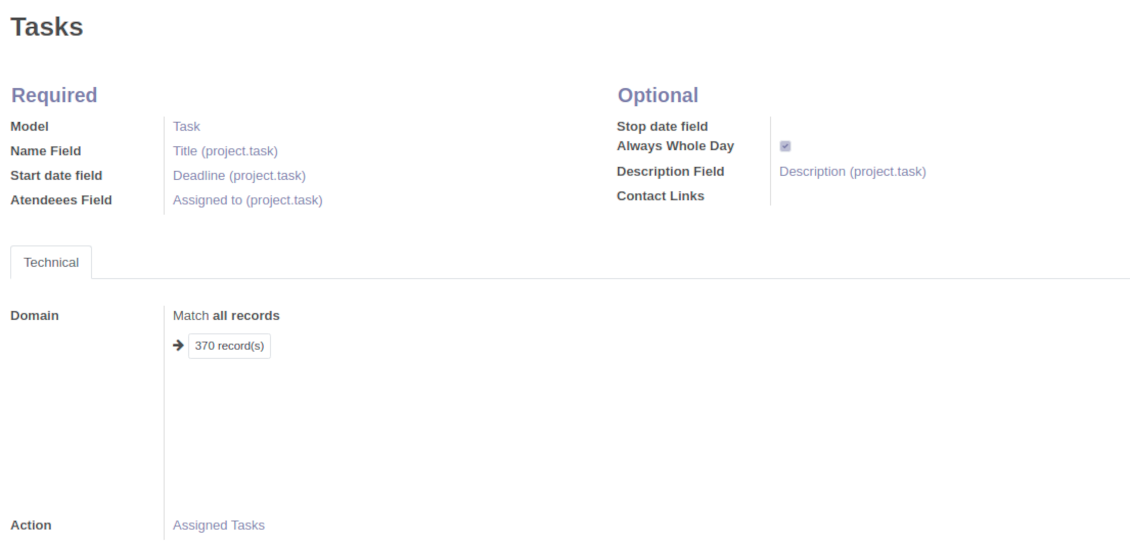 Tasks
Required
Model Task
Name Field Title (project.task)
Start date field Deadline (project.task)
Atendeees Field Assigned to (project.task)
Optional
Stop date field
Always Whole Day
Description Field Description (project.task)
Contact Links
Technical
Domain Match all records
370 record(s)
Action Assigned Tasks